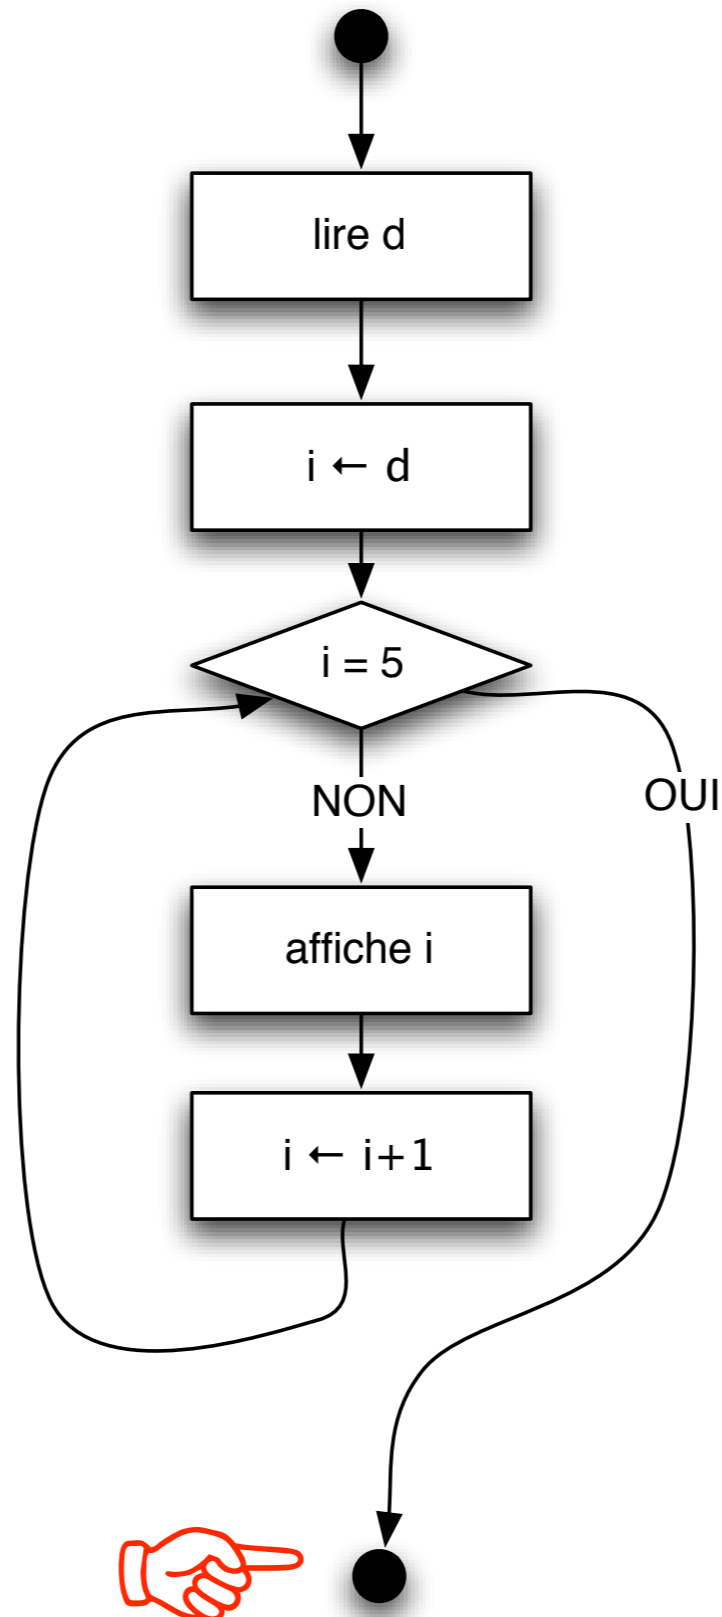 lire d
i ← d
i = 5
NON
OUI
affiche i
i ← i+1